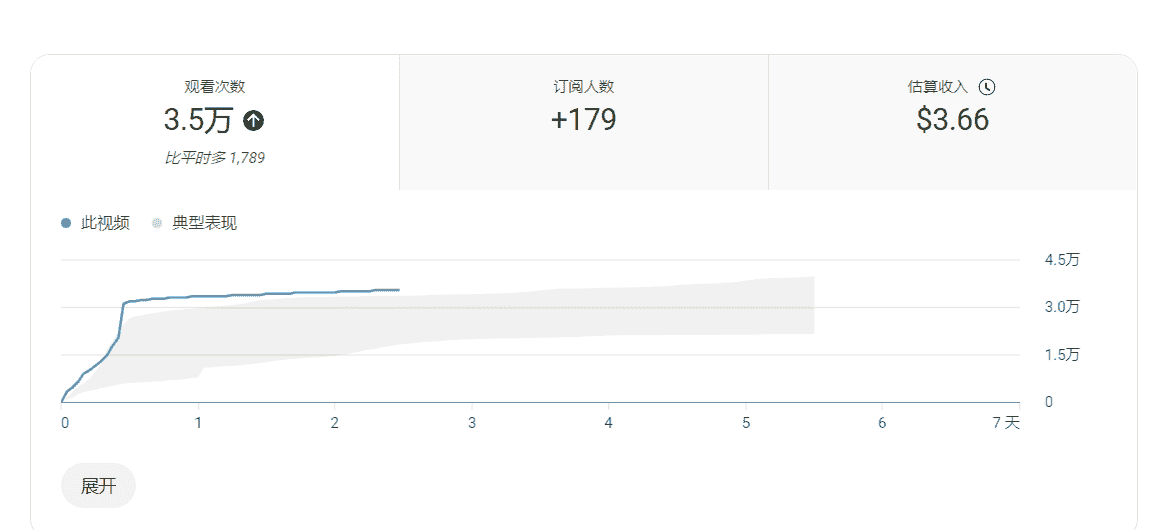 观看次数
3.5万
比平时多 1,789
订阅人数
+179
估算收入
$3.66
此视频 典型表现
4.5万
3.0万
1.5万
0
0 1 2 3 4 5 6 7 天
展开